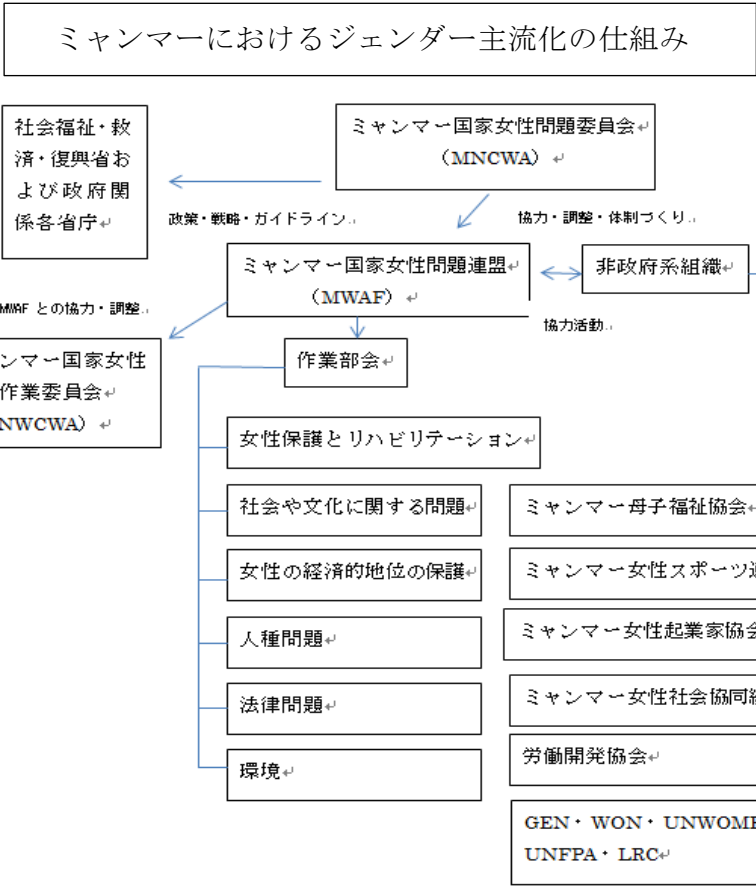 ミャンマーにおけるジェンダー主流化の仕組み
社会福祉・救
済・復興省お
よび政府関
係各省庁
ミャンマー国家女性問題委員会
（MNCWA）
政策・戦略・ガイドライン
協力・調整・体制づくり
ミャンマー国家女性問題連盟
（MWAF）
非政府系組織
MWAF との協力・調整
協力活動
ンマー国家女性
作業委員会
NWCWA）
作業部会
女性保護とリハビリテーション
社会や文化に関する問題
女性の経済的地位の保護
人種問題
法律問題
環境
ミャンマー母子福祉協会
ミャンマー女性スポーツ
ミャンマー女性起業家協会
ミャンマー女性社会協同
労働開発協会
GEN・WON・UNWOME
UNFPA・LRC